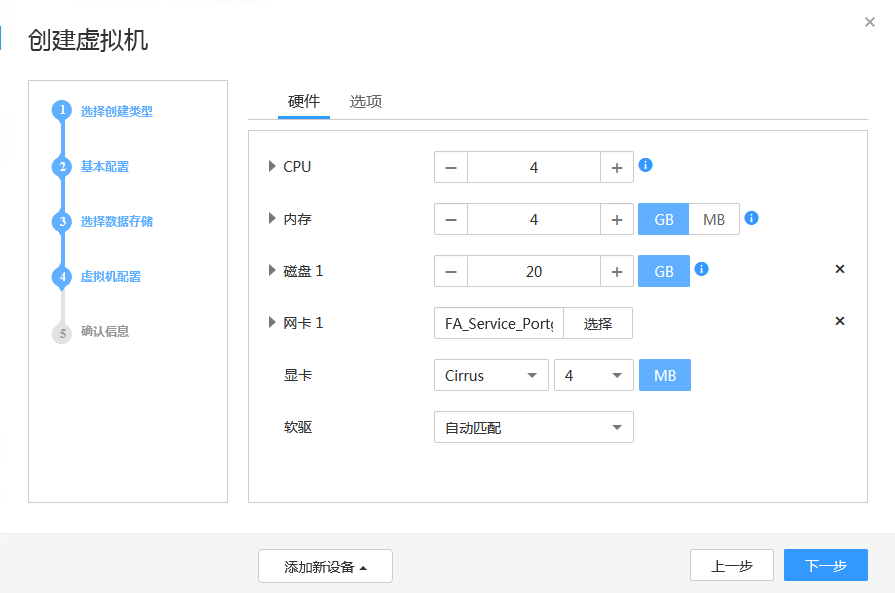 创建虚拟机
×
1 选择创建类型
2 基本配置
3 选择数据存储
4 虚拟机配置
5 确认信息
硬件 选项
CPU − 4 +
内存 − 4 + GB MB
磁盘 1 − 20 + GB ×
网卡 1 FA_Service_Port 选择 ×
显卡 Cirrus 4 MB
软驱 自动匹配
添加新设备 上一步 下一步